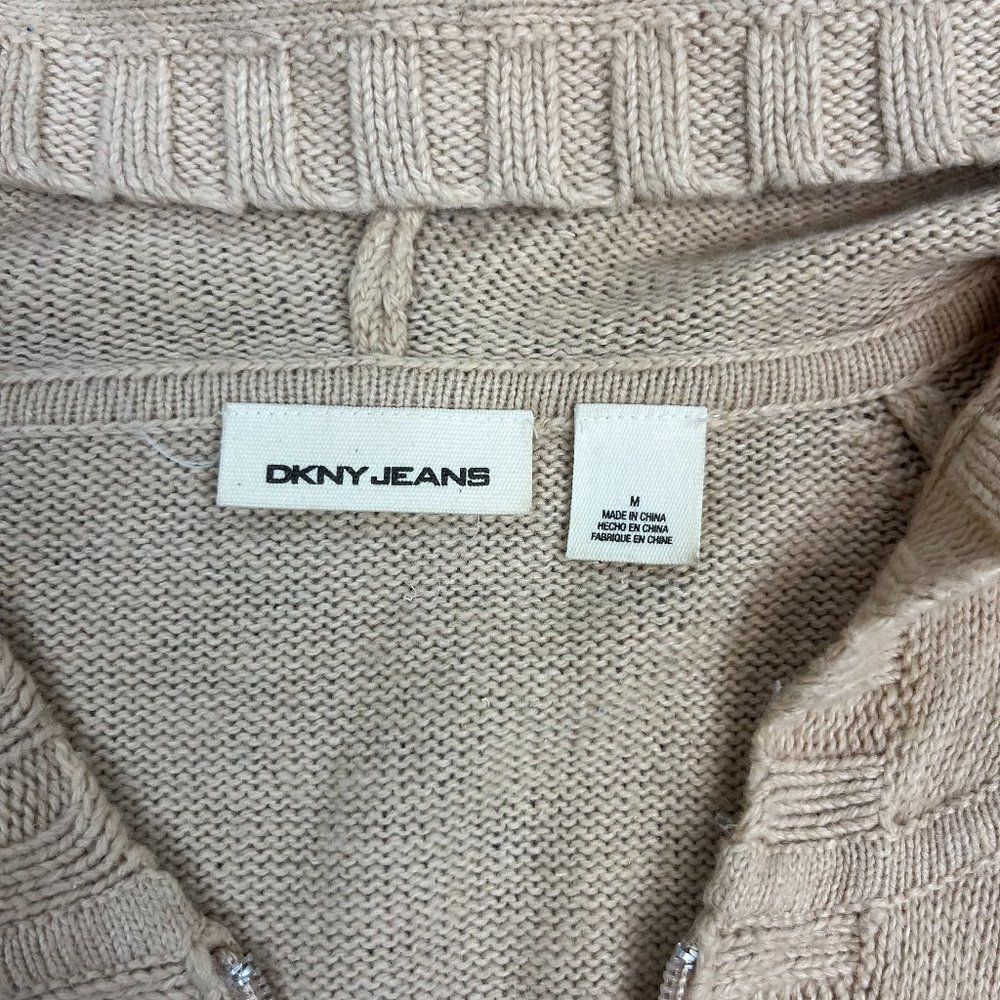 DKNY JEANS
M
MADE IN CHINA
HECHO EN CHINA
FABRIQUE EN CHINE